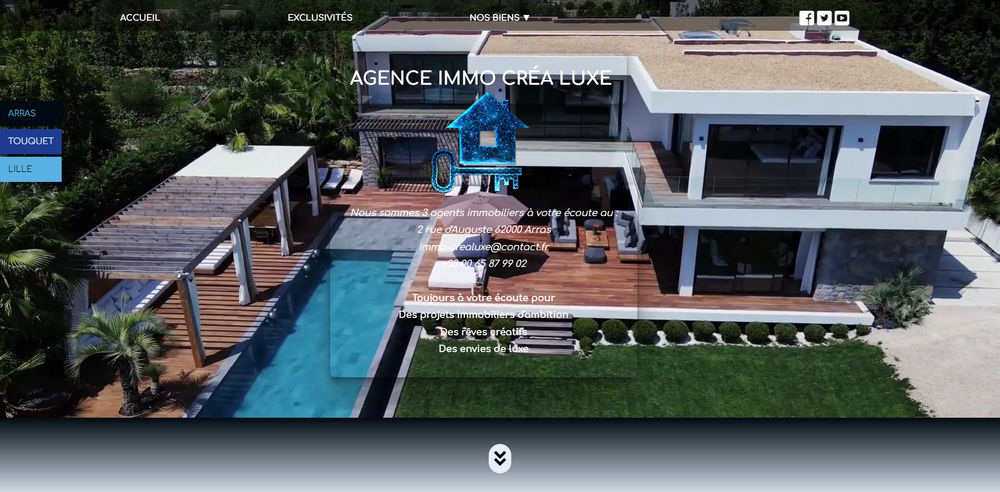 ACCUEIL
EXCLUSIVITÉS
NOS BIENS ▼
AGENCE IMMO CRÉA LUXE
ARRAS
TOUQUET
LILLE
Nous sommes 3 agents immobiliers à votre écoute au :
2 rue d'Auguste 62000 Arras
immo-crealuxe@contact.fr
03 00 65 87 99 02
Toujours à votre écoute pour
Des projets immobiliers d'ambition
Des rêves créatifs
Des envies de luxe